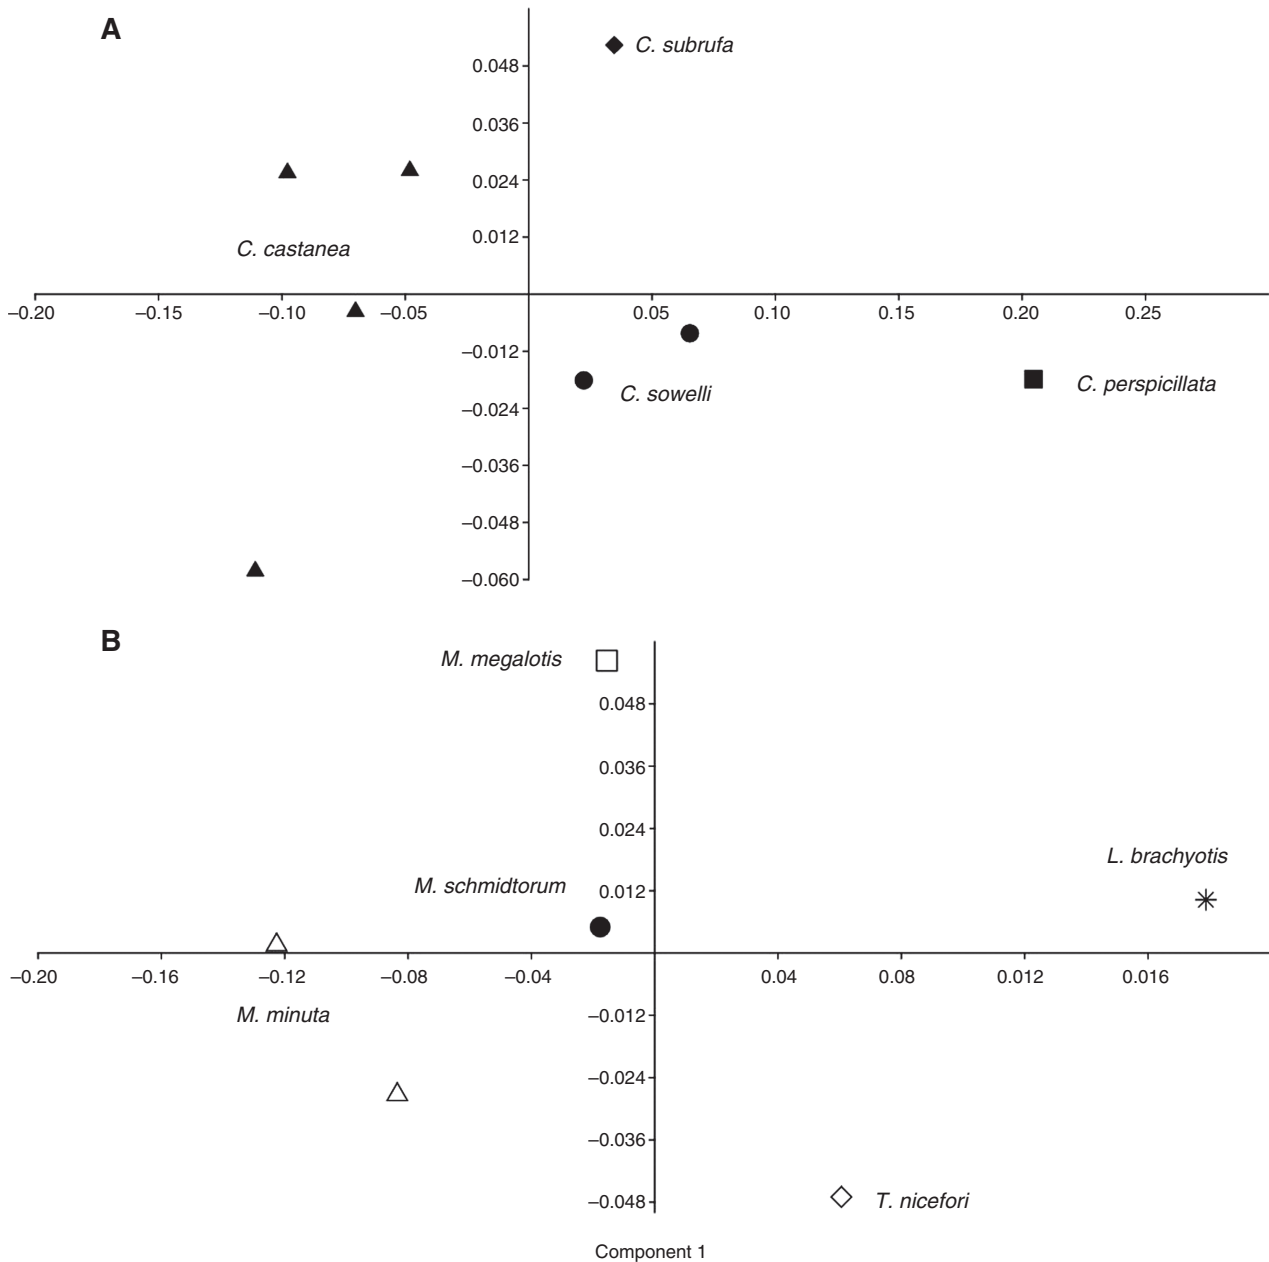 A
C. subrufa
0.048
0.036
0.024
0.012
C. castanea
–0.20 –0.15 –0.10 –0.05 0.05 0.10 0.15 0.20 0.25
–0.012
C. sowelli
C. perspicillata
–0.024
–0.036
–0.048
–0.060
B
M. megalotis
0.048
0.036
0.024
L. brachyotis
M. schmidtorum
0.012
–0.20 –0.16 –0.12 –0.08 –0.04 0.04 0.08 0.012 0.016
M. minuta
–0.012
–0.024
–0.036
–0.048
T. nicefori
Component 1